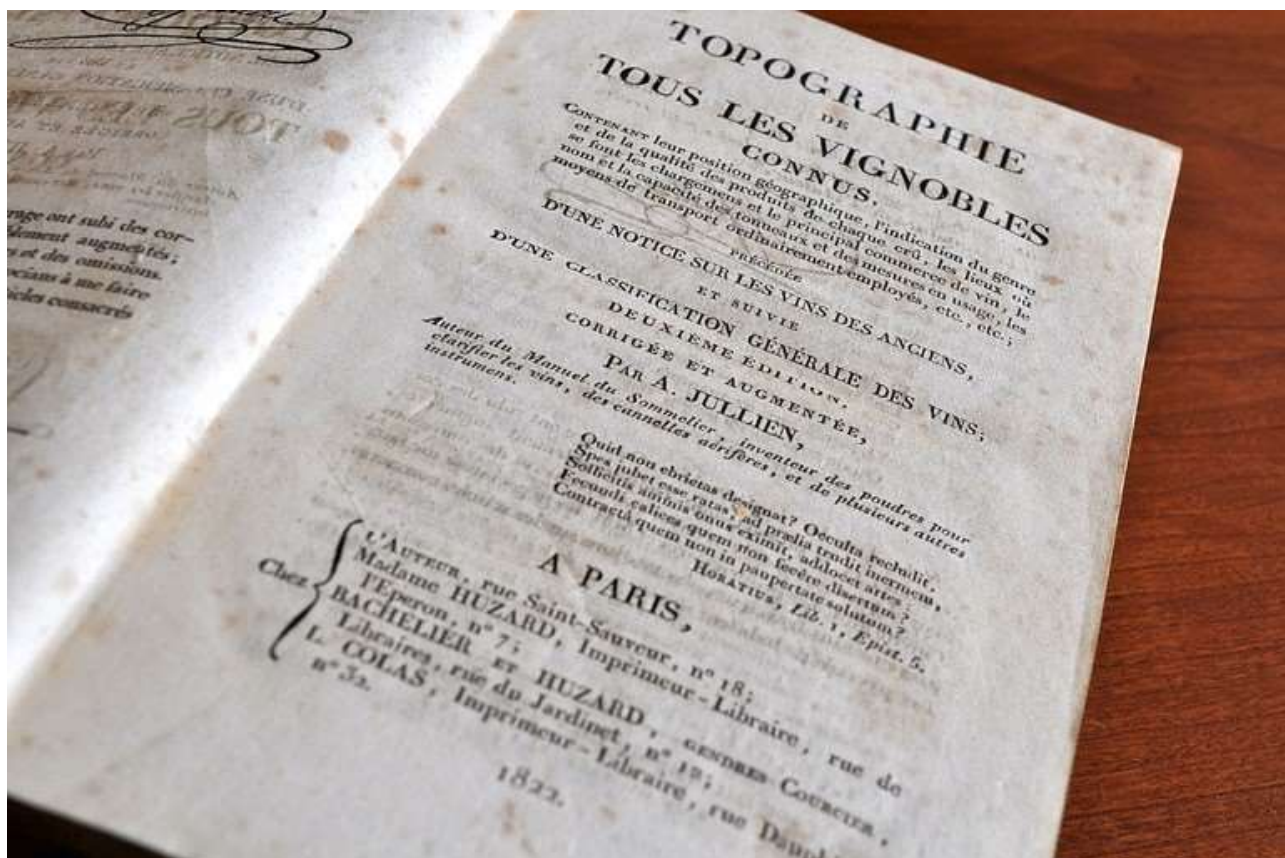 rage ont subi des cor-
lement augmentés;
s et des omissions.
ocians à me faire
icles consacrés
TOPOGRAPHIE
DE
TOUS LES VIGNOBLES
CONNUS,
CONTENANT leur position géographique, l'indication du genre
et de la qualité des produits de chaque crû, les lieux où
se font les chargemens et le principal commerce de vin, le
nom et la capacité des tonneaux et des mesures en usage, les
moyens de transport ordinairement employés, etc., etc.;
PRÉCÉDÉE
D'UNE NOTICE SUR LES VINS DES ANCIENS,
ET SUIVIE
D'UNE CLASSIFICATION GÉNÉRALE DES VINS;
DEUXIÈME ÉDITION,
CORRIGÉE ET AUGMENTÉE,
PAR A. JULLIEN,
Auteur du Manuel du Sommelier, inventeur des poudres pour
clarifier les vins, des cannelles aérifères, et de plusieurs autres
instrumens.
Quid non ebrietas designat? Occulta recludit,
Spes jubet esse ratas, ad prælia trudit inermem,
Sollicitis animis onus eximit, addocet artes;
Fecundi calices quem non fecêre disertum?
Contractâ quem non in paupertate solutum?
HORATIUS, Lib. 1, Epist. 5.
A PARIS,
Chez
L'AUTEUR, rue Saint-Sauveur, n° 18;
Madame HUZARD, Imprimeur-Libraire, rue de
l'Eperon, n° 7;
BACHELIER ET HUZARD, GENDRES COURCIER,
Libraires, rue du Jardinet, n° 12;
L. COLAS, Imprimeur-Libraire, rue Dauph
n° 32.
1822.